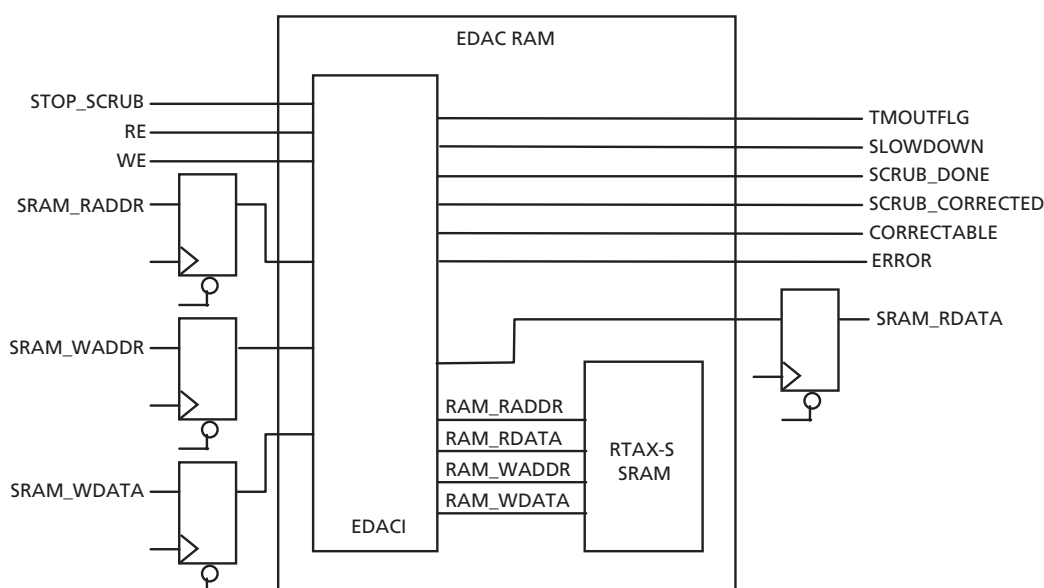 EDAC RAM
STOP_SCRUB
RE
WE
SRAM_RADDR
SRAM_WADDR
SRAM_WDATA
TMOUTFLG
SLOWDOWN
SCRUB_DONE
SCRUB_CORRECTED
CORRECTABLE
ERROR
SRAM_RDATA
RAM_RADDR
RAM_RDATA
RAM_WADDR
RAM_WDATA
RTAX-S
SRAM
EDACI